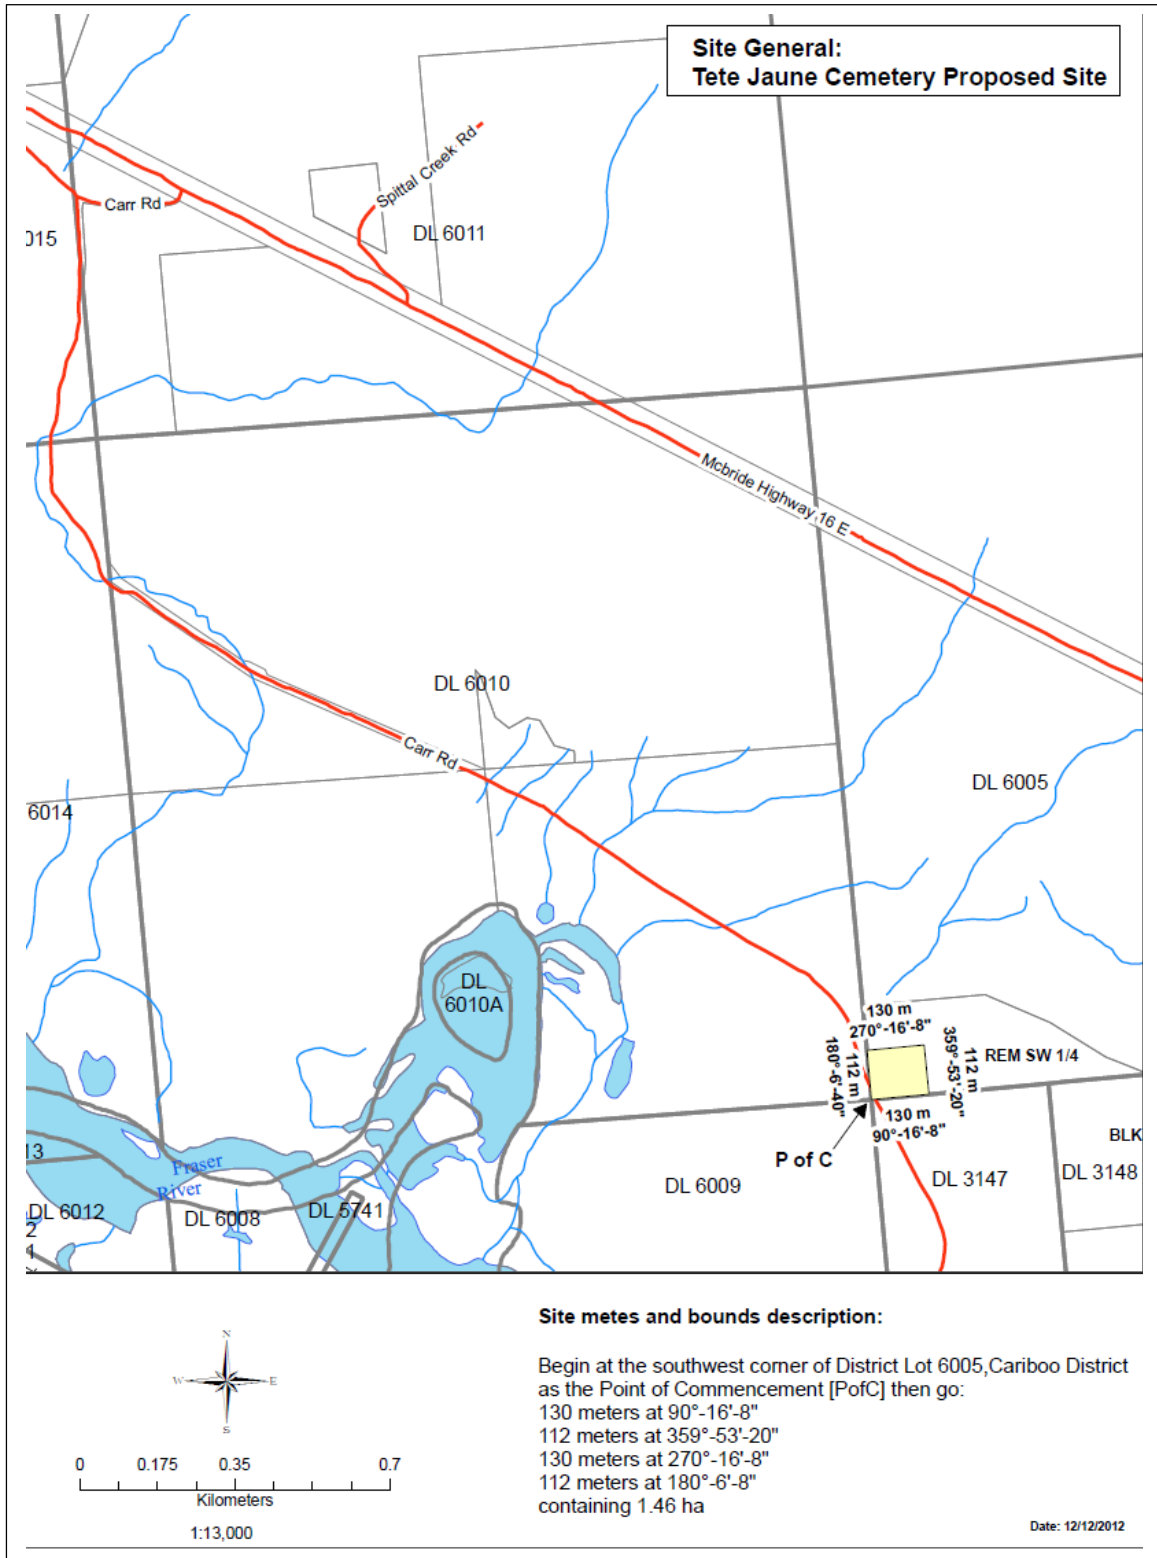 Site General:
Tete Jaune Cemetery Proposed Site
Spittal Creek Rd
Carr Rd
015
DL 6011
Mcbride Highway 16 E
DL 6010
Carr Rd
DL 6005
6014
DL
6010A
130 m
270°-16'-8"
180°-6'-40"
112 m
359°-53'-20"
112 m
REM SW 1/4
130 m
90°-16'-8"
P of C
BLK
13
Fraser
River
DL 6009
DL 3147
DL 3148
DL 6012
DL 6008
DL 5741
2
1
Site metes and bounds description:
Begin at the southwest corner of District Lot 6005,Cariboo District
as the Point of Commencement [PofC] then go:
130 meters at 90°-16'-8"
112 meters at 359°-53'-20"
130 meters at 270°-16'-8"
112 meters at 180°-6'-8"
containing 1.46 ha
N
W
E
S
0 0.175 0.35 0.7
Kilometers
1:13,000
Date: 12/12/2012